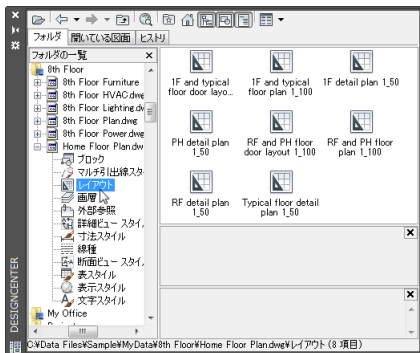 フォルダ 開いている図面 ヒストリ
フォルダの一覧
8th Floor
8th Floor Furniture
8th Floor HVAC.dwg
8th Floor Lighting.dw
8th Floor Plan.dwg
8th Floor Power.dwg
Home Floor Plan.dw
ブロック
マルチ引出線スタ
レイアウト
画層
外部参照
詳細ビュー スタイ
寸法スタイル
線種
断面ビュー スタイ
表スタイル
表示スタイル
文字スタイル
My Office
1F and typical floor door layo...
1F and typical floor plan 1_100
1F detail plan 1_50
PH detail plan 1_50
RF and PH floor door layout 1_100
RF and PH floor plan 1_100
RF detail plan 1_50
Typical floor detail plan 1_50
DESIGNCENTER
C:¥Data Files¥Sample¥MyData¥8th Floor¥Home Floor Plan.dwg¥レイアウト (8 項目)